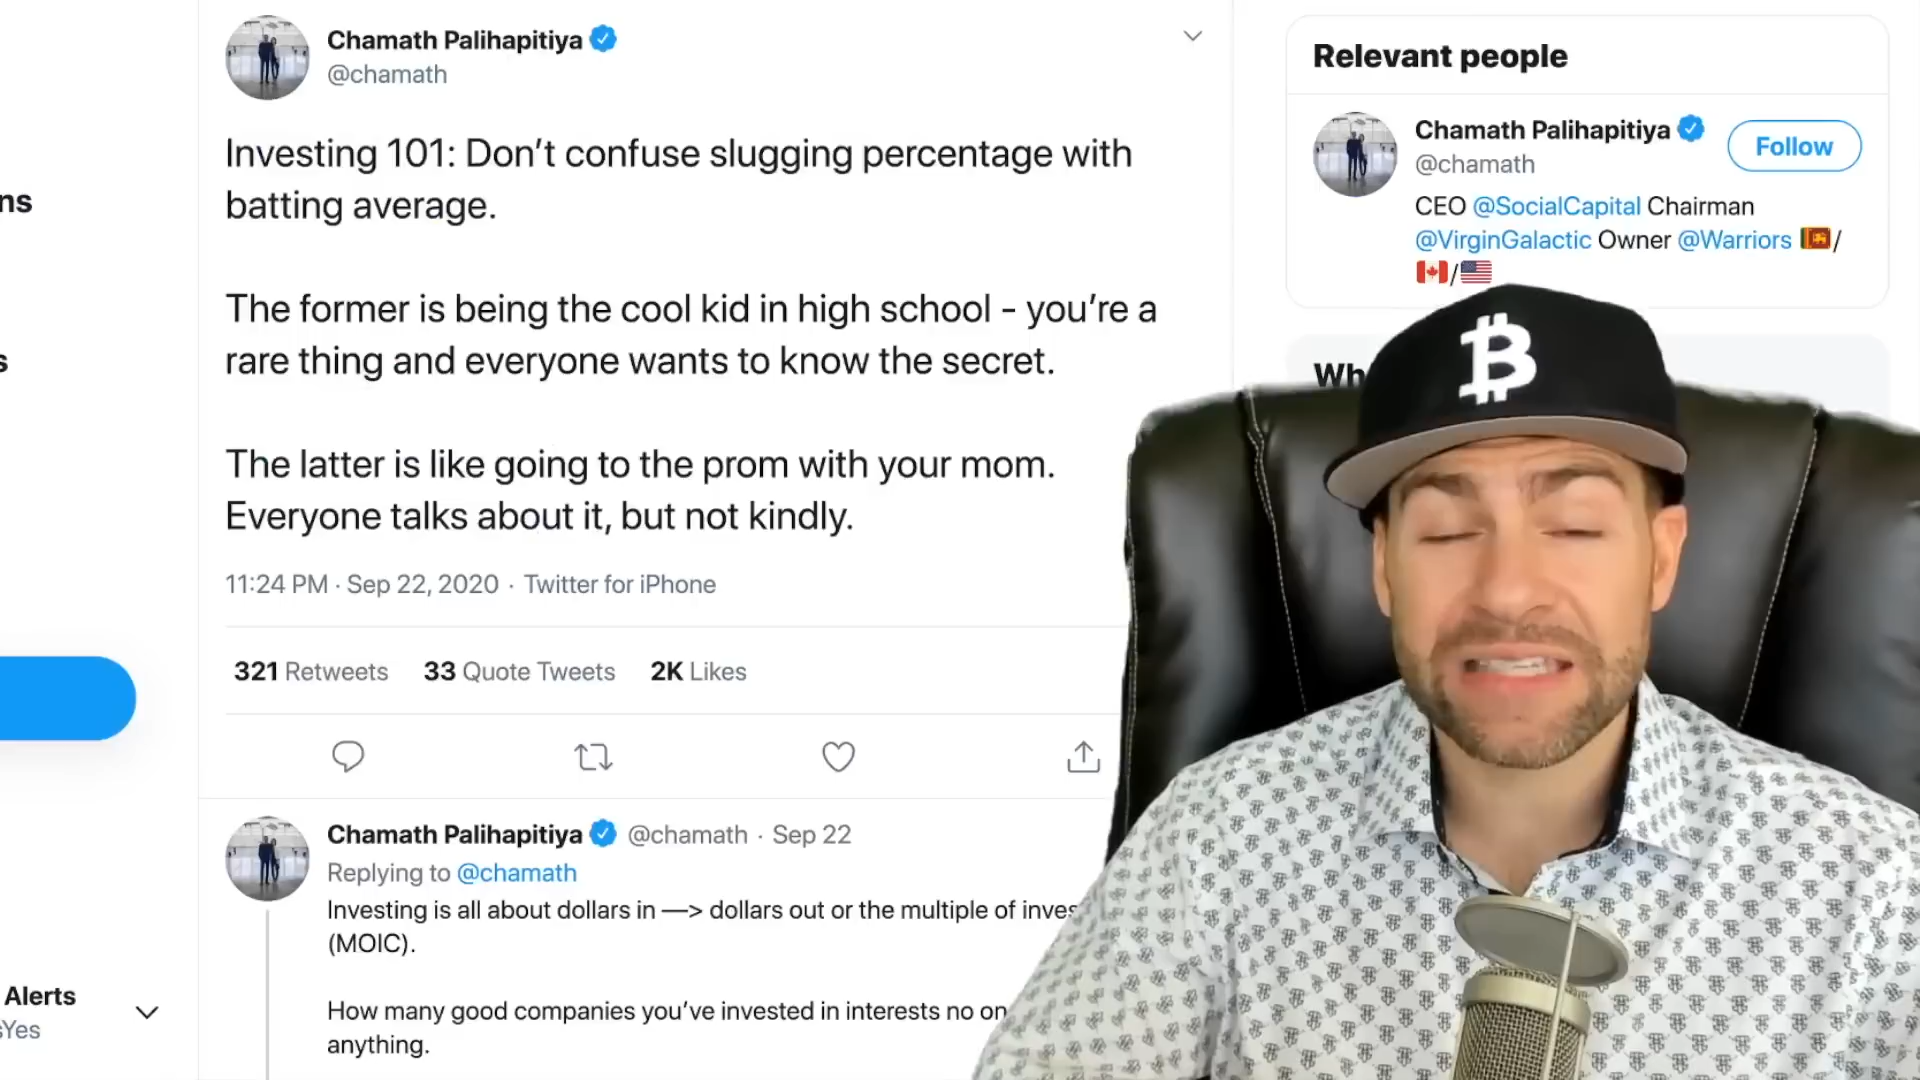 Chamath Palihapitiya
@chamath
Investing 101: Don’t confuse slugging percentage with
batting average.
The former is being the cool kid in high school - you’re a
rare thing and everyone wants to know the secret.
The latter is like going to the prom with your mom.
Everyone talks about it, but not kindly.
11:24 PM · Sep 22, 2020 · Twitter for iPhone
321 Retweets 33 Quote Tweets 2K Likes
Chamath Palihapitiya @chamath · Sep 22
Replying to @chamath
Investing is all about dollars in —> dollars out or the multiple of
(MOIC).
How many good companies you’ve invested in interests no
anything.
Relevant people
Chamath Palihapitiya
@chamath
Follow
CEO @SocialCapital Chairman
@VirginGalactic Owner @Warriors 🇱🇰/
🇨🇦/🇺🇸
ns
s
Alerts
Yes